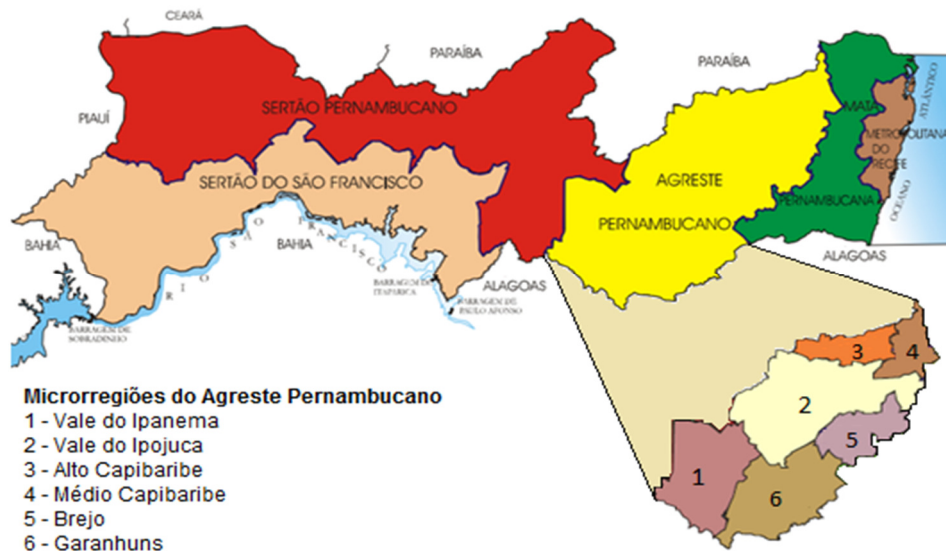 CEARÁ
PARAÍBA
PARAÍBA
PIAUÍ
SERTÃO PERNAMBUCANO
MATA
ATLÂNTICO
METROPOLITANA
DO
RECIFE
SERTÃO DO SÃO FRANCISCO
AGRESTE
PERNAMBUCANO
PERNAMBUCANA
OCEANO
BAHIA
RIO SÃO FRANCISCO
BAHIA
ALAGOAS
ALAGOAS
BARRAGEM DE
ITAPARICA
BARRAGEM DE
PAULO AFONSO
BARRAGEM DE
SOBRADINHO
Microrregiões do Agreste Pernambucano
1 - Vale do Ipanema
2 - Vale do Ipojuca
3 - Alto Capibaribe
4 - Médio Capibaribe
5 - Brejo
6 - Garanhuns
3
4
2
5
1
6